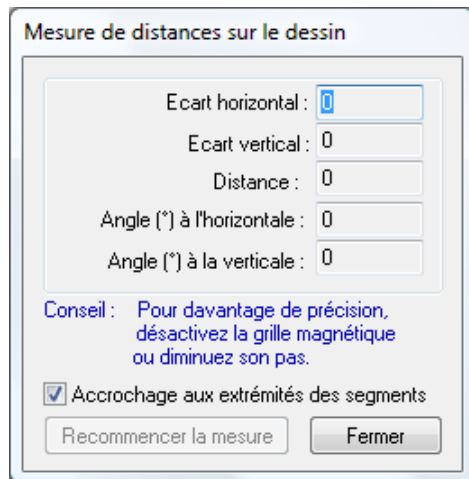 Mesure de distances sur le dessin
Ecart horizontal : 0
Ecart vertical : 0
Distance : 0
Angle (°) à l'horizontale : 0
Angle (°) à la verticale : 0
Conseil : Pour davantage de précision,
désactivez la grille magnétique
ou diminuez son pas.
Accrochage aux extrémités des segments
Recommencer la mesure Fermer